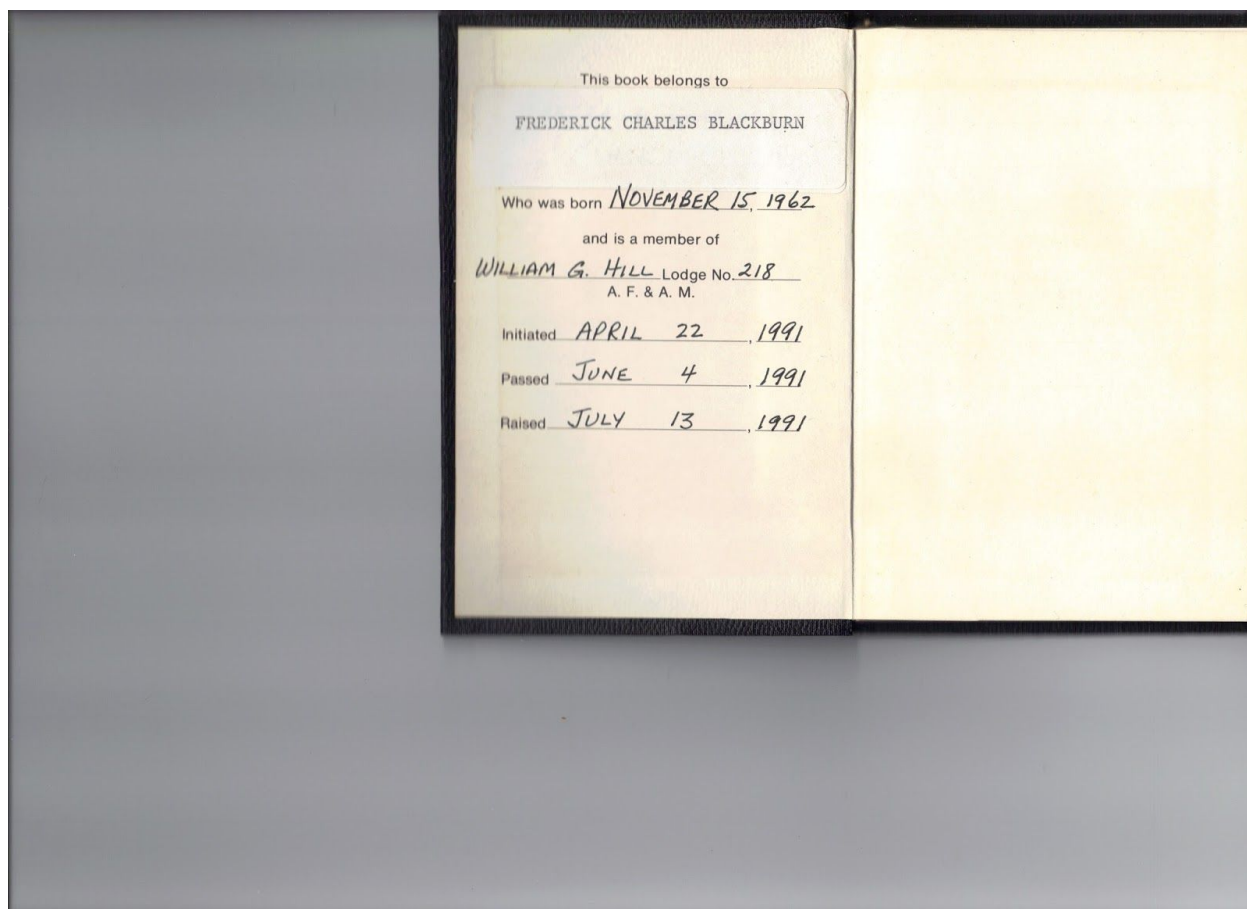 This book belongs to
FREDERICK CHARLES BLACKBURN
Who was born NOVEMBER 15, 1962
and is a member of
WILLIAM G. HILL Lodge No. 218
A. F. & A. M.
Initiated APRIL 22, 1991
Passed JUNE 4, 1991
Raised JULY 13, 1991